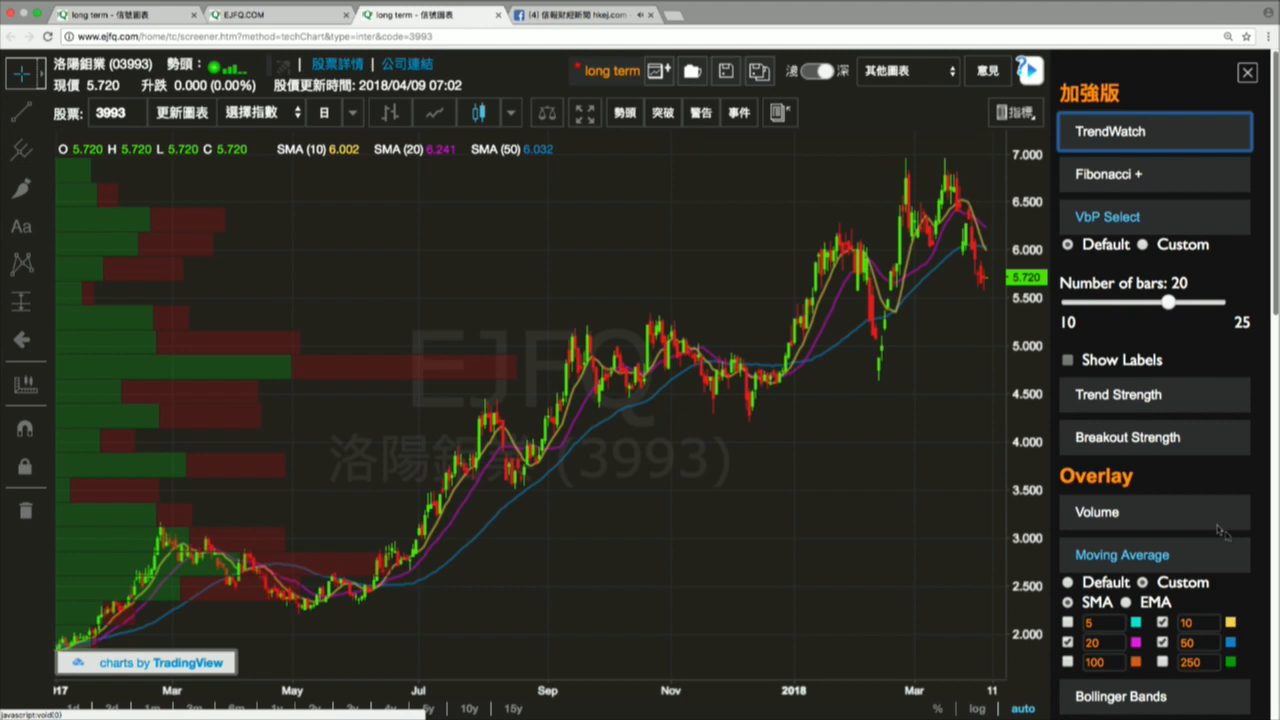 long term - 信號圖表
EJFQ.COM
long term - 信號圖表
(4) 信報財經新聞 hkej.com -
www.ejfq.com/home/tc/screener.htm?method=techChart&type=inter&code=3993
洛陽鉬業 (03993) 勢頭：
股票詳情 | 公司連結
現價 5.720 升跌 0.000 (0.00%) 股價更新時間: 2018/04/09 07:02
* long term
淺 深
其他圖表
意見
股票: 3993 更新圖表 選擇指數 日
勢頭 突破 警告 事件
指標
O 5.720 H 5.720 L 5.720 C 5.720 SMA (10) 6.002 SMA (20) 6.241 SMA (50) 6.032
Aa
EJFQ
洛陽鉬業 (3993)
7.000
6.500
6.000
5.720
5.500
5.000
4.500
4.000
3.500
3.000
2.500
2.000
charts by TradingView
Mar May Jul Sep Nov 2018 Mar 11
10y 15y
% log auto
javascript:void(0)
加強版
TrendWatch
Fibonacci +
VbP Select
Default Custom
Number of bars: 20
10 25
Show Labels
Trend Strength
Breakout Strength
Overlay
Volume
Moving Average
Default Custom
SMA EMA
5 10
20 50
100 250
Bollinger Bands